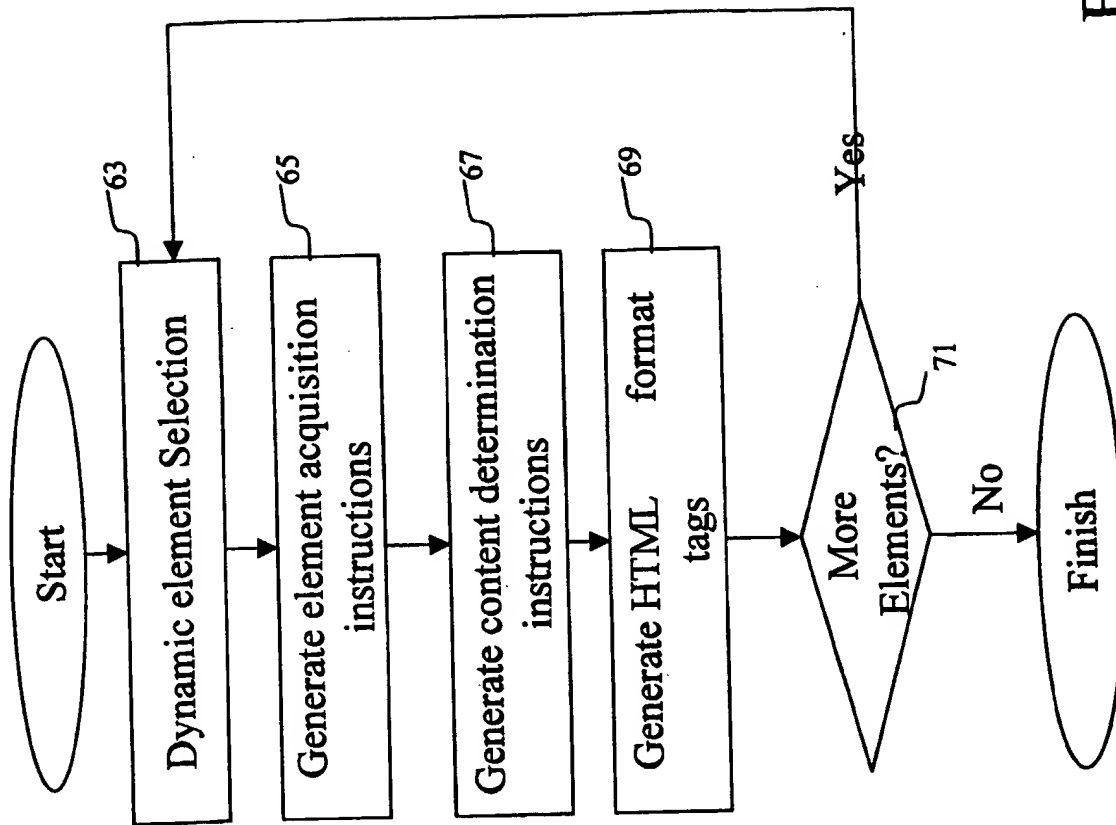 Start
63
Dynamic element Selection
65
Generate element acquisition
instructions
67
Generate content determination
instructions
69
Generate HTML format
tags
More
Elements?
71
Yes
No
Finish